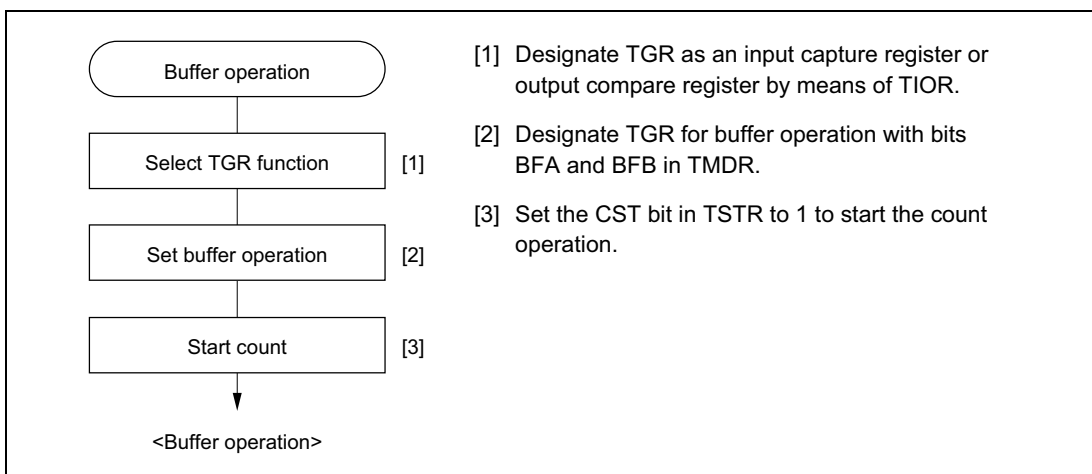 Buffer operation
Select TGR function
[1]
Set buffer operation
[2]
Start count
[3]
<Buffer operation>
[1] Designate TGR as an input capture register or
output compare register by means of TIOR.
[2] Designate TGR for buffer operation with bits
BFA and BFB in TMDR.
[3] Set the CST bit in TSTR to 1 to start the count
operation.